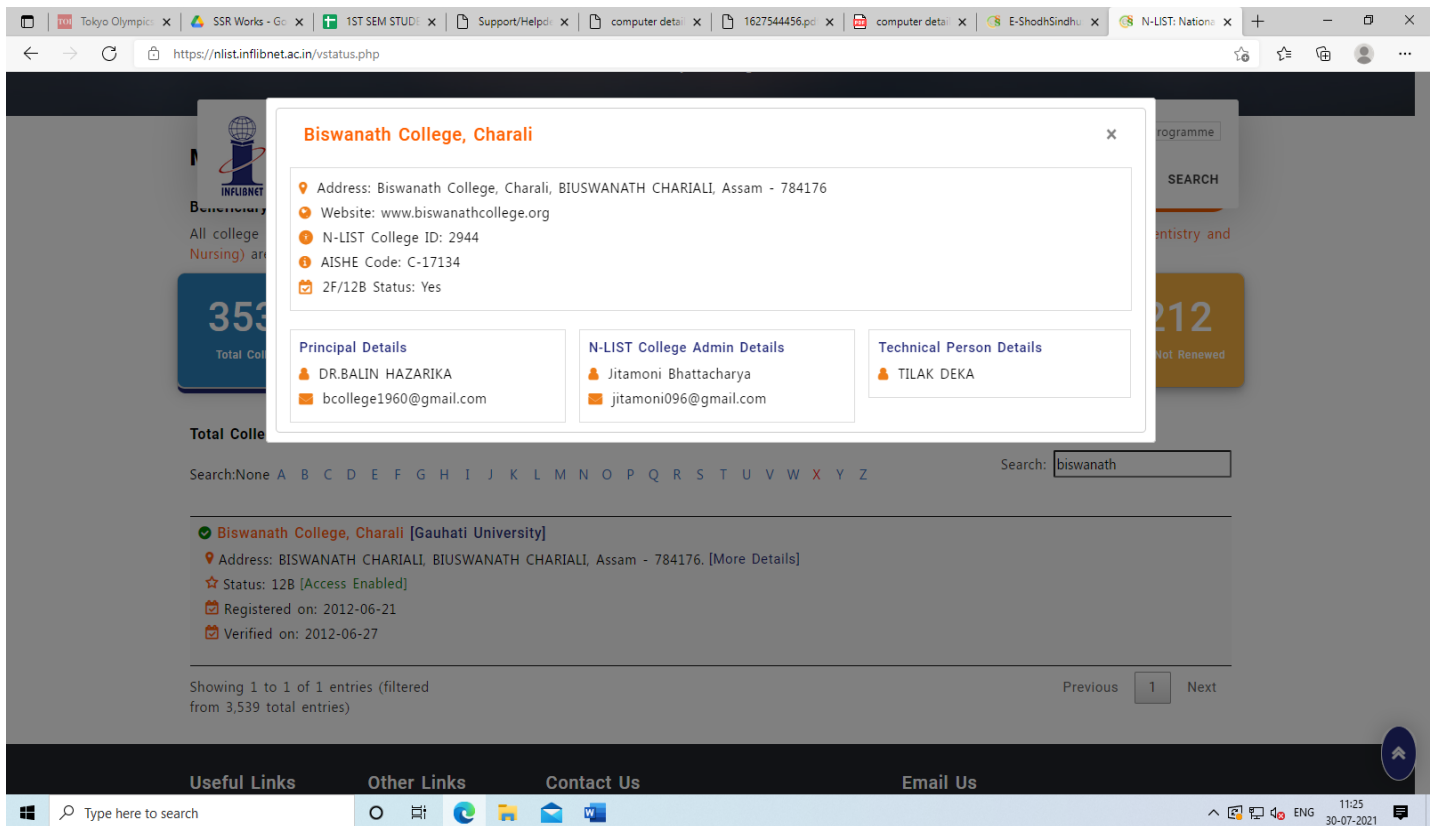 Tokyo Olympics
SSR Works - Go
1ST SEM STUDE
Support/Helpde
computer detail
1627544456.pd
computer detail
E-ShodhSindhu
N-LIST: Nationa
https://nlist.inflibnet.ac.in/vstatus.php
INFLIBNET
rogramme
SEARCH
Biswanath College, Charali
Address: Biswanath College, Charali, BIUSWANATH CHARIALI, Assam - 784176
Website: www.biswanathcollege.org
N-LIST College ID: 2944
AISHE Code: C-17134
2F/12B Status: Yes
Principal Details
DR.BALIN HAZARIKA
bcollege1960@gmail.com
N-LIST College Admin Details
Jitamoni Bhattacharya
jitamoni096@gmail.com
Technical Person Details
TILAK DEKA
All college
entistry and
Nursing) are
353
Total Coll
212
Not Renewed
Total Colle
Search:None A B C D E F G H I J K L M N O P Q R S T U V W X Y Z
Search: biswanath
Biswanath College, Charali [Gauhati University]
Address: BISWANATH CHARIALI, BIUSWANATH CHARIALI, Assam - 784176. [More Details]
Status: 12B [Access Enabled]
Registered on: 2012-06-21
Verified on: 2012-06-27
Showing 1 to 1 of 1 entries (filtered
from 3,539 total entries)
Previous 1 Next
Useful Links
Other Links
Contact Us
Email Us
Type here to search
ENG
11:25
30-07-2021